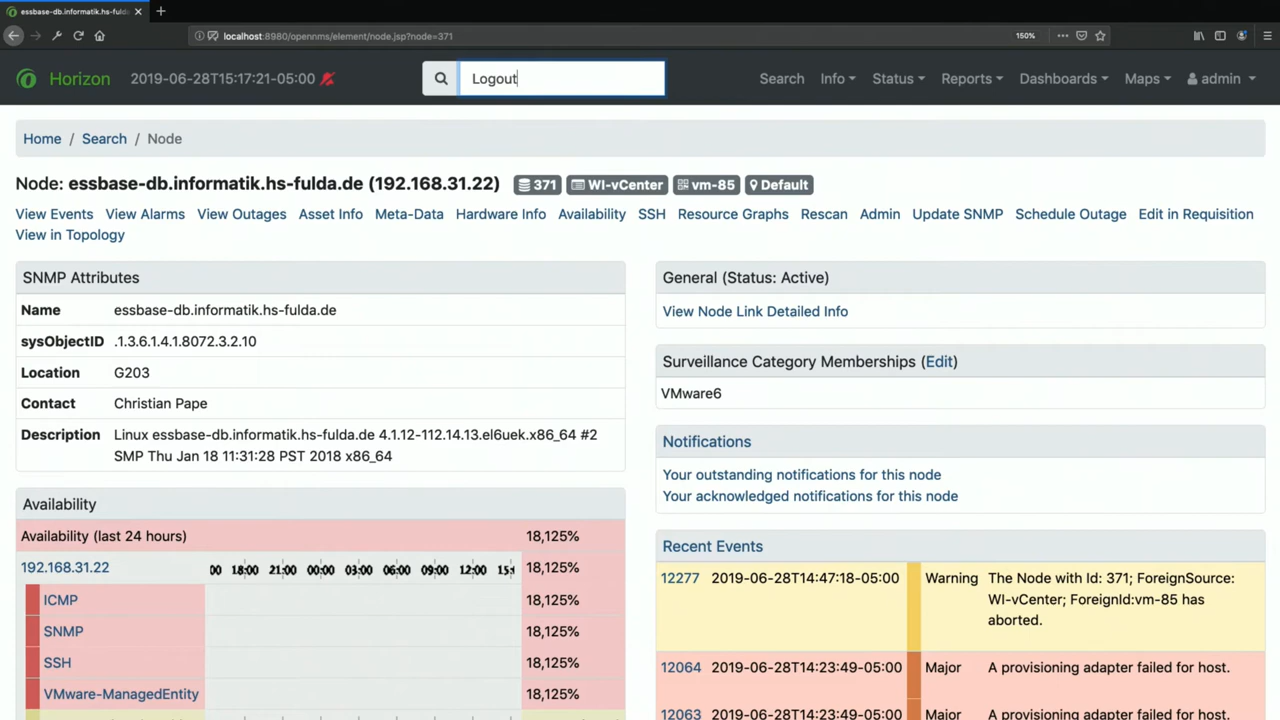 essbase-db.informatik.hs-fulda
localhost:8980/opennms/element/node.jsp?node=371
150%
Horizon
2019-06-28T15:17:21-05:00
Logout
Search
Info
Status
Reports
Dashboards
Maps
admin
Home / Search / Node
Node: essbase-db.informatik.hs-fulda.de (192.168.31.22) 371 WI-vCenter vm-85 Default
View Events View Alarms View Outages Asset Info Meta-Data Hardware Info Availability SSH Resource Graphs Rescan Admin Update SNMP Schedule Outage Edit in Requisition
View in Topology
SNMP Attributes
Name essbase-db.informatik.hs-fulda.de
sysObjectID .1.3.6.1.4.1.8072.3.2.10
Location G203
Contact Christian Pape
Description Linux essbase-db.informatik.hs-fulda.de 4.1.12-112.14.13.el6uek.x86_64 #2
SMP Thu Jan 18 11:31:28 PST 2018 x86_64
Availability
Availability (last 24 hours) 18,125%
192.168.31.22 00 18:00 21:00 00:00 03:00 06:00 09:00 12:00 15: 18,125%
ICMP 18,125%
SNMP 18,125%
SSH 18,125%
VMware-ManagedEntity 18,125%
General (Status: Active)
View Node Link Detailed Info
Surveillance Category Memberships (Edit)
VMware6
Notifications
Your outstanding notifications for this node
Your acknowledged notifications for this node
Recent Events
12277 2019-06-28T14:47:18-05:00 Warning The Node with Id: 371; ForeignSource:
WI-vCenter; ForeignId:vm-85 has
aborted.
12064 2019-06-28T14:23:49-05:00 Major A provisioning adapter failed for host.
12063 2019-06-28T14:23:49-05:00 Major A provisioning adapter failed for host.